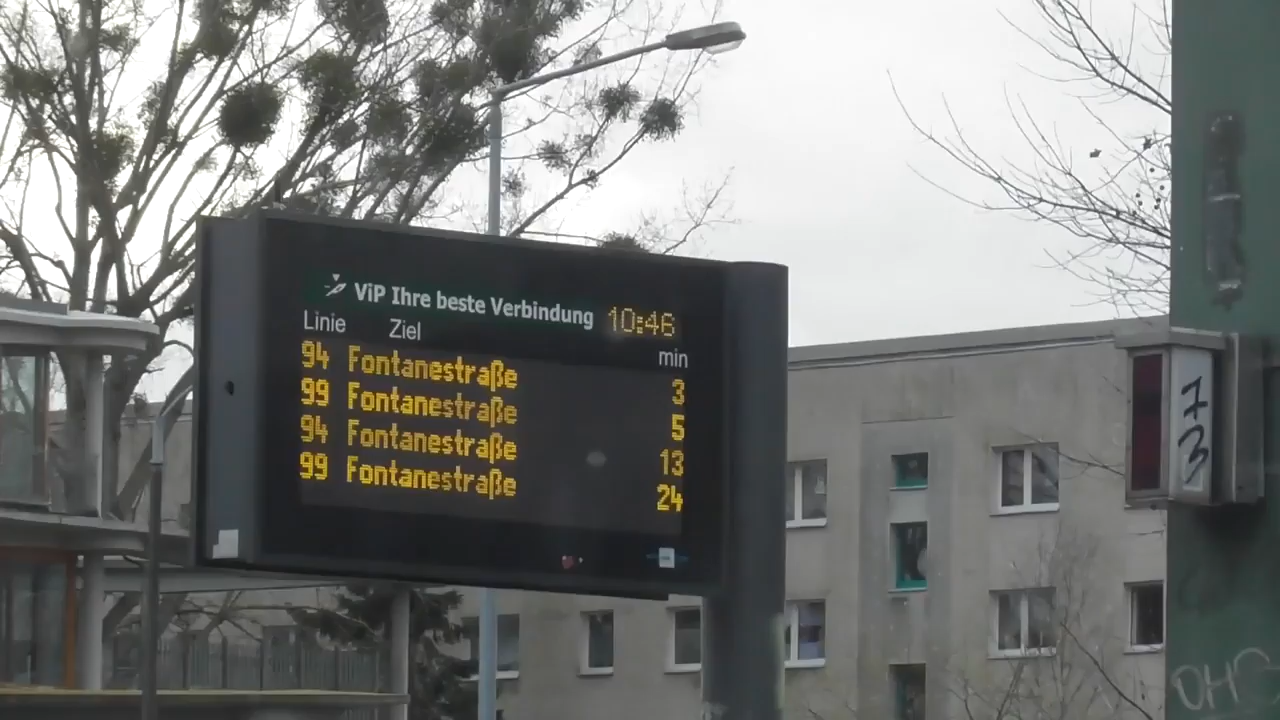 ViP Ihre beste Verbindung 10:46
Linie Ziel min
94 Fontanestraße 3
99 Fontanestraße 5
94 Fontanestraße 13
99 Fontanestraße 24
73
OHG